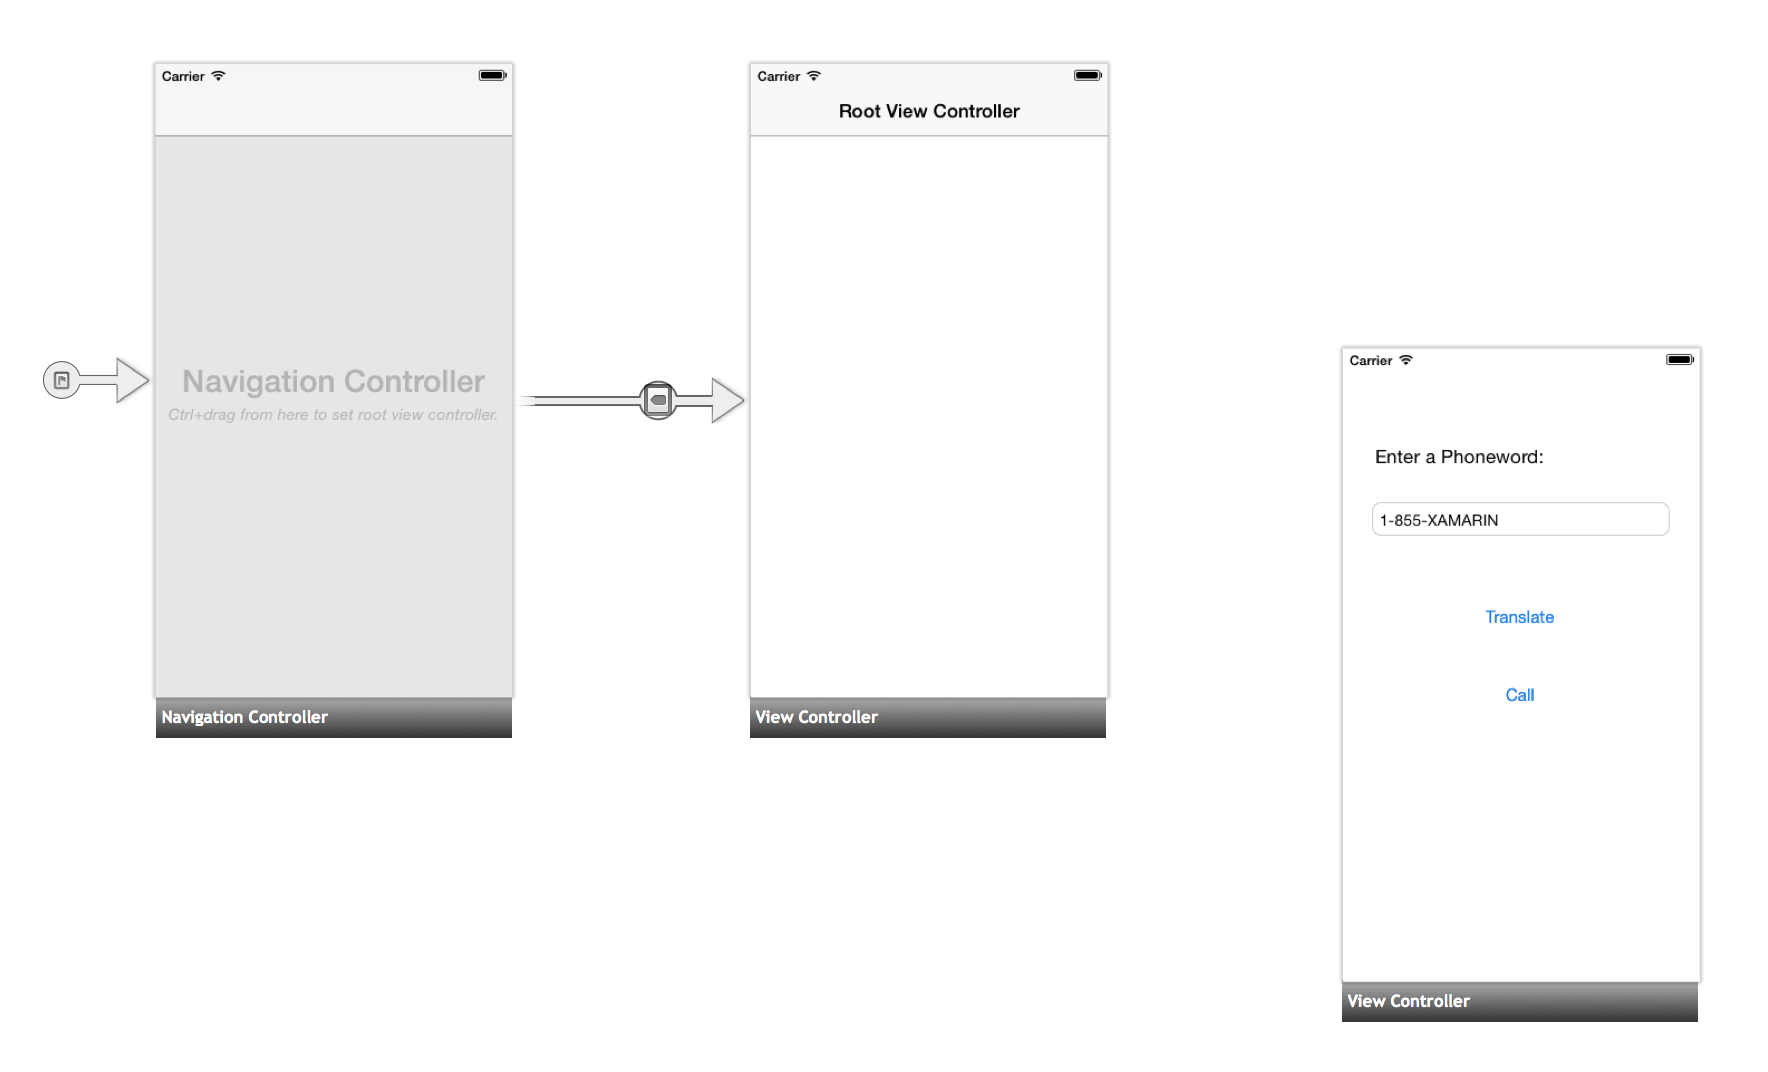 Carrier
Navigation Controller
Ctrl+drag from here to set root view controller.
Navigation Controller
Carrier
Root View Controller
View Controller
Carrier
Enter a Phoneword:
1-855-XAMARIN
Translate
Call
View Controller